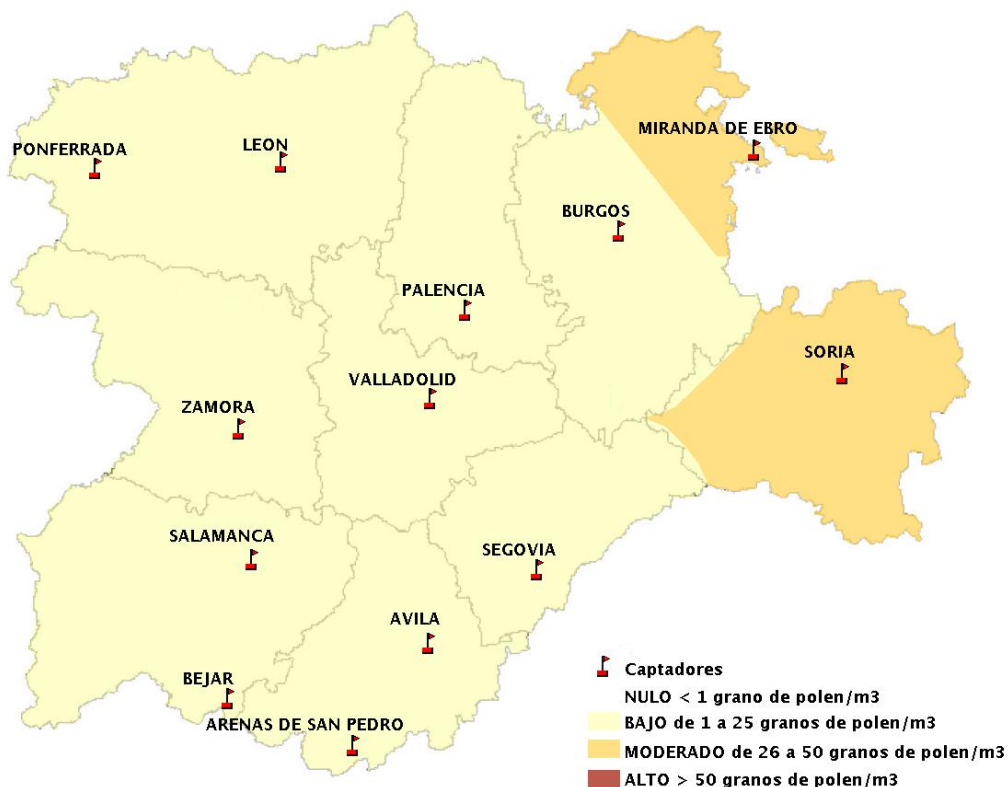 MIRANDA DE EBRO
PONFERRADA
LEON
BURGOS
PALENCIA
SORIA
VALLADOLID
ZAMORA
SALAMANCA
SEGOVIA
AVILA
BEJAR
ARENAS DE SAN PEDRO
Captadores
NULO < 1 grano de polen/m3
BAJO de 1 a 25 granos de polen/m3
MODERADO de 26 a 50 granos de polen/m3
ALTO > 50 granos de polen/m3